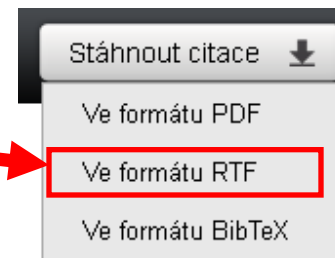 Stáhnout citace
Ve formátu PDF
Ve formátu RTF
Ve formátu BibTeX